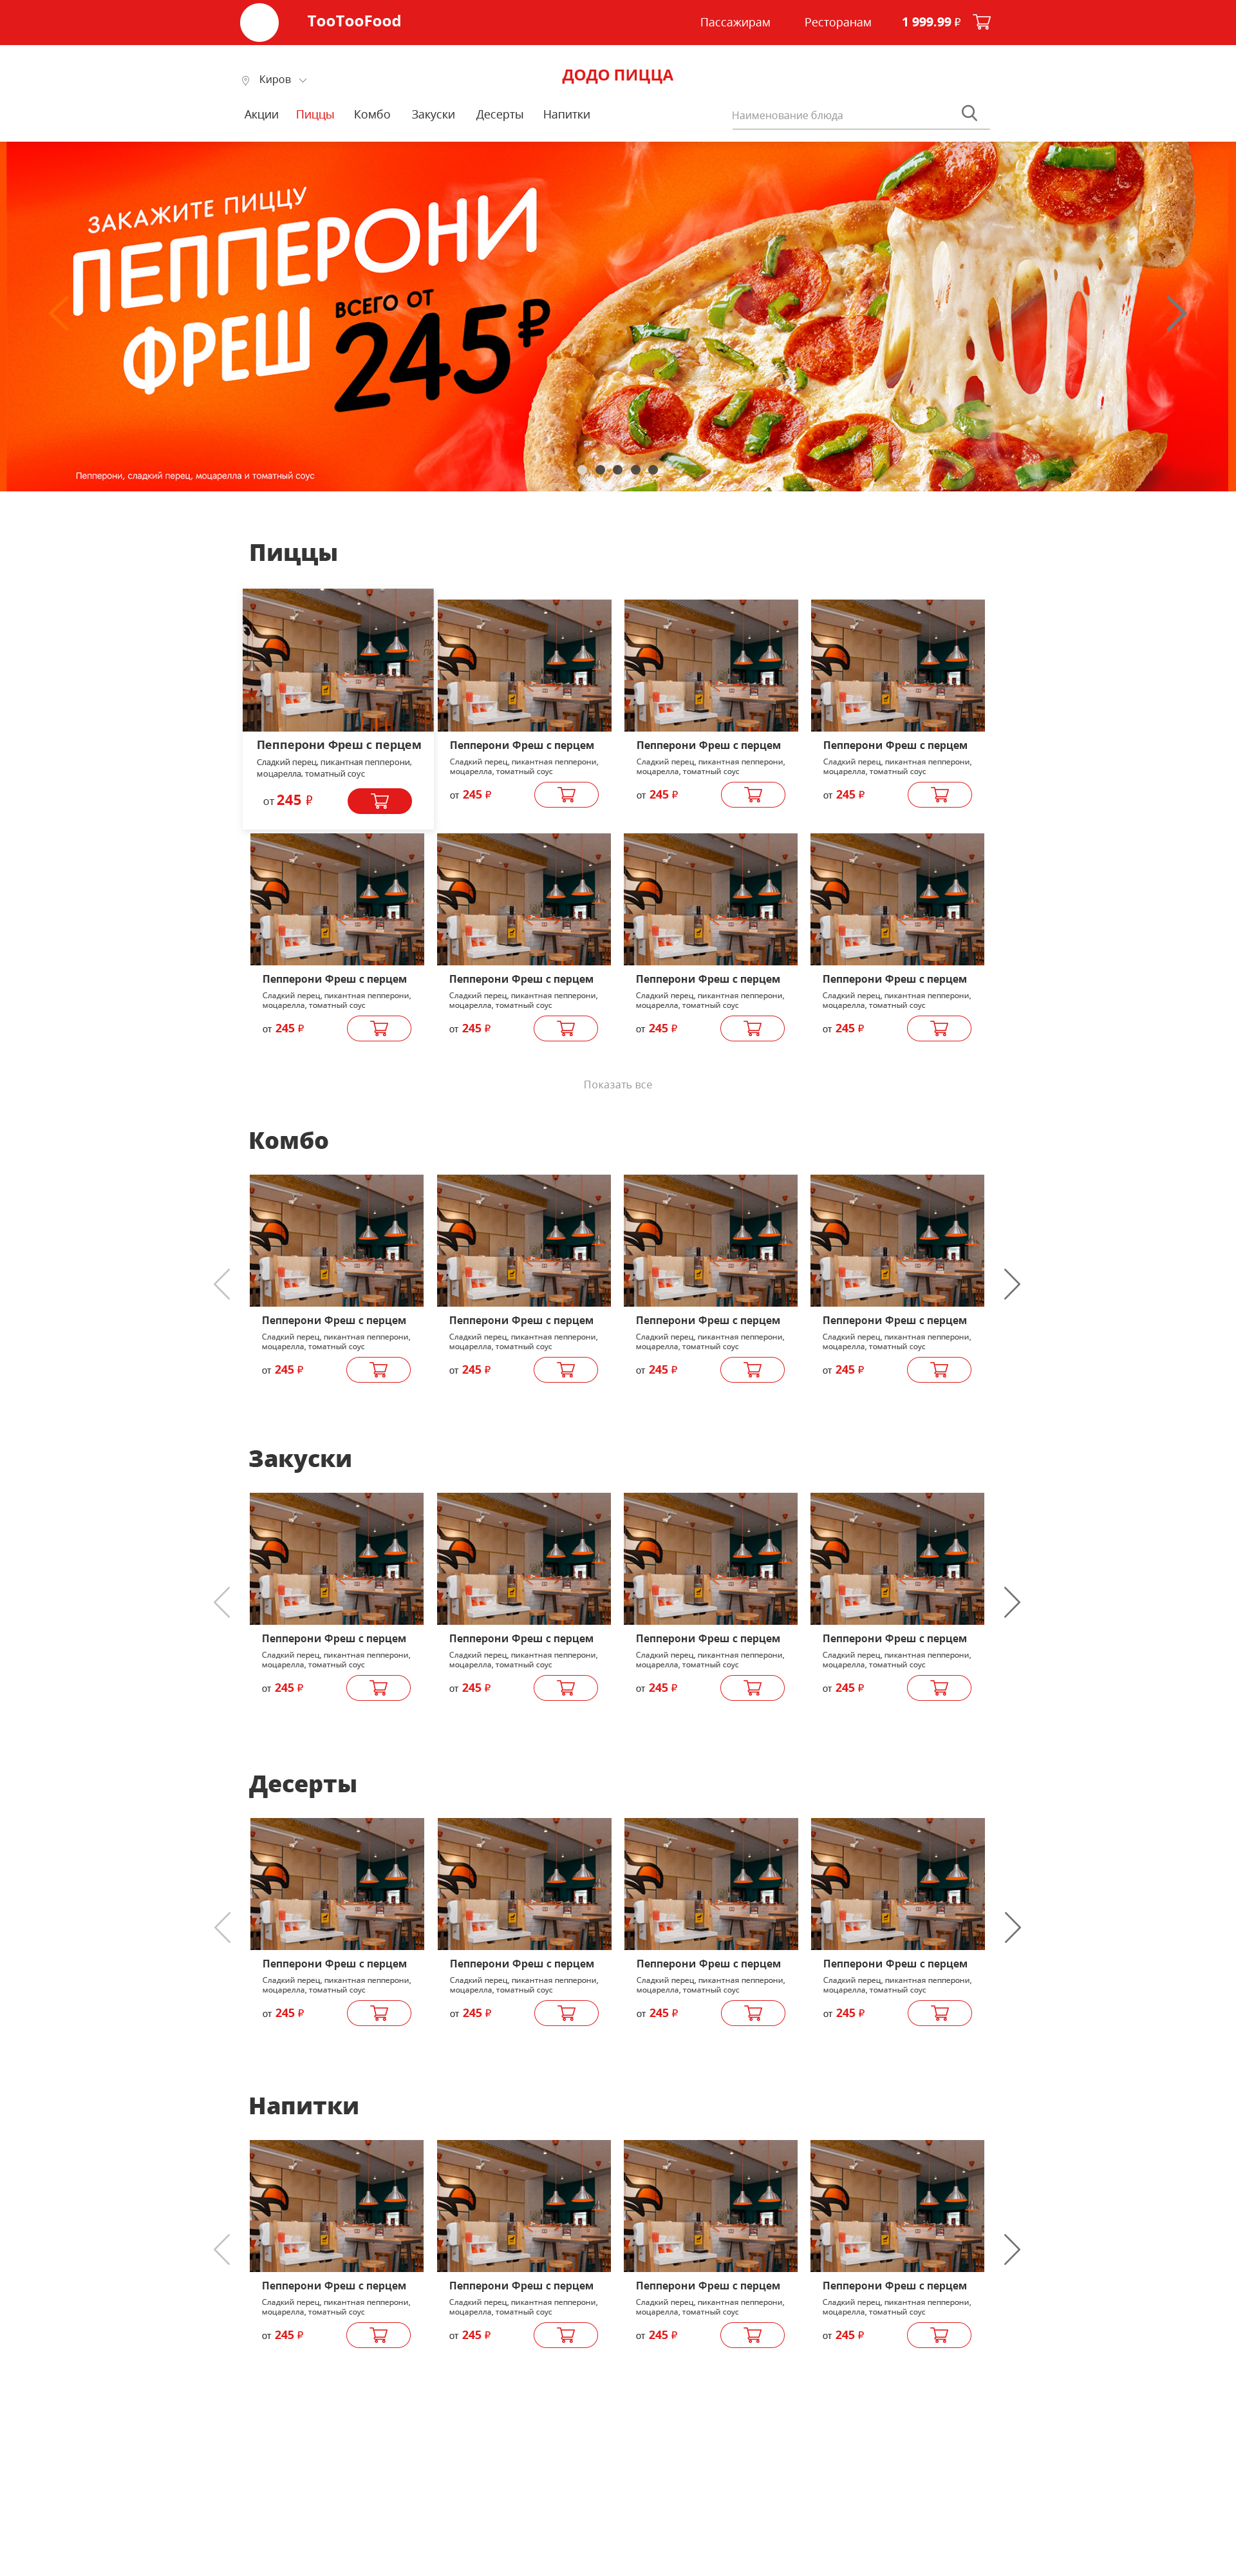 TooTooFood
Пассажирам Ресторанам 1 999.99 ₽
Киров
ДОДО ПИЦЦА
Акции Пиццы Комбо Закуски Десерты Напитки
Наименование блюда
ЗАКАЖИТЕ ПИЦЦУ
ПЕППЕРОНИ
ФРЕШ
ВСЕГО ОТ
245₽
Пепперони, сладкий перец, моцарелла и томатный соус
Пиццы
Пепперони Фреш с перцем Пепперони Фреш с перцем Пепперони Фреш с перцем Пепперони Фреш с перцем
Сладкий перец, пикантная пепперони, Сладкий перец, пикантная пепперони, Сладкий перец, пикантная пепперони, Сладкий перец, пикантная пепперони,
моцарелла, томатный соус моцарелла, томатный соус моцарелла, томатный соус моцарелла, томатный соус
от 245 ₽ от 245 ₽ от 245 ₽ от 245 ₽
Пепперони Фреш с перцем Пепперони Фреш с перцем Пепперони Фреш с перцем Пепперони Фреш с перцем
Сладкий перец, пикантная пепперони, Сладкий перец, пикантная пепперони, Сладкий перец, пикантная пепперони, Сладкий перец, пикантная пепперони,
моцарелла, томатный соус моцарелла, томатный соус моцарелла, томатный соус моцарелла, томатный соус
от 245 ₽ от 245 ₽ от 245 ₽ от 245 ₽
Показать все
Комбо
Пепперони Фреш с перцем Пепперони Фреш с перцем Пепперони Фреш с перцем Пепперони Фреш с перцем
Сладкий перец, пикантная пепперони, Сладкий перец, пикантная пепперони, Сладкий перец, пикантная пепперони, Сладкий перец, пикантная пепперони,
моцарелла, томатный соус моцарелла, томатный соус моцарелла, томатный соус моцарелла, томатный соус
от 245 ₽ от 245 ₽ от 245 ₽ от 245 ₽
Закуски
Пепперони Фреш с перцем Пепперони Фреш с перцем Пепперони Фреш с перцем Пепперони Фреш с перцем
Сладкий перец, пикантная пепперони, Сладкий перец, пикантная пепперони, Сладкий перец, пикантная пепперони, Сладкий перец, пикантная пепперони,
моцарелла, томатный соус моцарелла, томатный соус моцарелла, томатный соус моцарелла, томатный соус
от 245 ₽ от 245 ₽ от 245 ₽ от 245 ₽
Десерты
Пепперони Фреш с перцем Пепперони Фреш с перцем Пепперони Фреш с перцем Пепперони Фреш с перцем
Сладкий перец, пикантная пепперони, Сладкий перец, пикантная пепперони, Сладкий перец, пикантная пепперони, Сладкий перец, пикантная пепперони,
моцарелла, томатный соус моцарелла, томатный соус моцарелла, томатный соус моцарелла, томатный соус
от 245 ₽ от 245 ₽ от 245 ₽ от 245 ₽
Напитки
Пепперони Фреш с перцем Пепперони Фреш с перцем Пепперони Фреш с перцем Пепперони Фреш с перцем
Сладкий перец, пикантная пепперони, Сладкий перец, пикантная пепперони, Сладкий перец, пикантная пепперони, Сладкий перец, пикантная пепперони,
моцарелла, томатный соус моцарелла, томатный соус моцарелла, томатный соус моцарелла, томатный соус
от 245 ₽ от 245 ₽ от 245 ₽ от 245 ₽